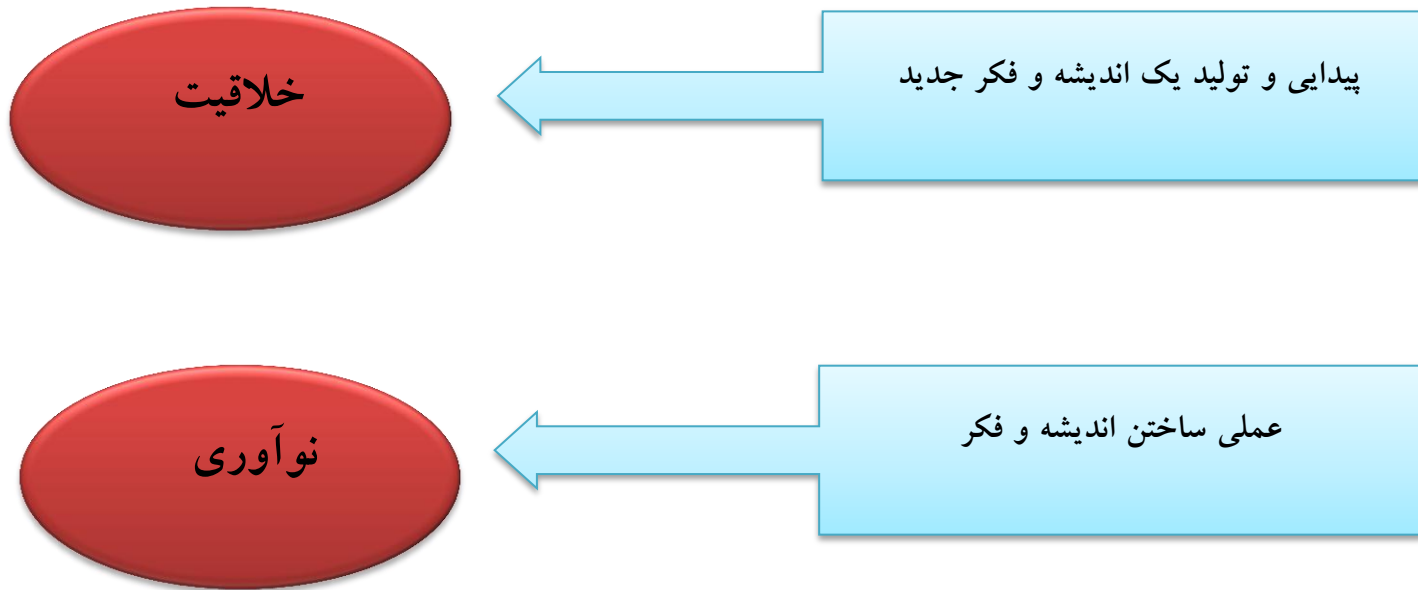 پیدایی و تولید یک اندیشه و فکر جدید
خلاقیت
عملی ساختن اندیشه و فکر
نوآوری